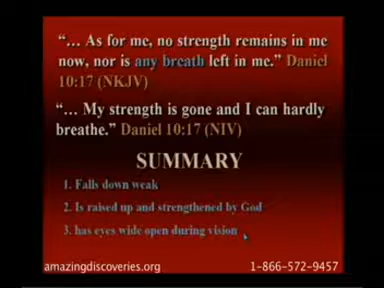 “... As for me, no strength remains in me
now, nor is any breath left in me.” Daniel
10:17 (NKJV)
“... My strength is gone and I can hardly
breathe.” Daniel 10:17 (NIV)
SUMMARY
1. Falls down weak
2. Is raised up and strengthened by God
3. has eyes wide open during vision
amazingdiscoveries.org 1-866-572-9457